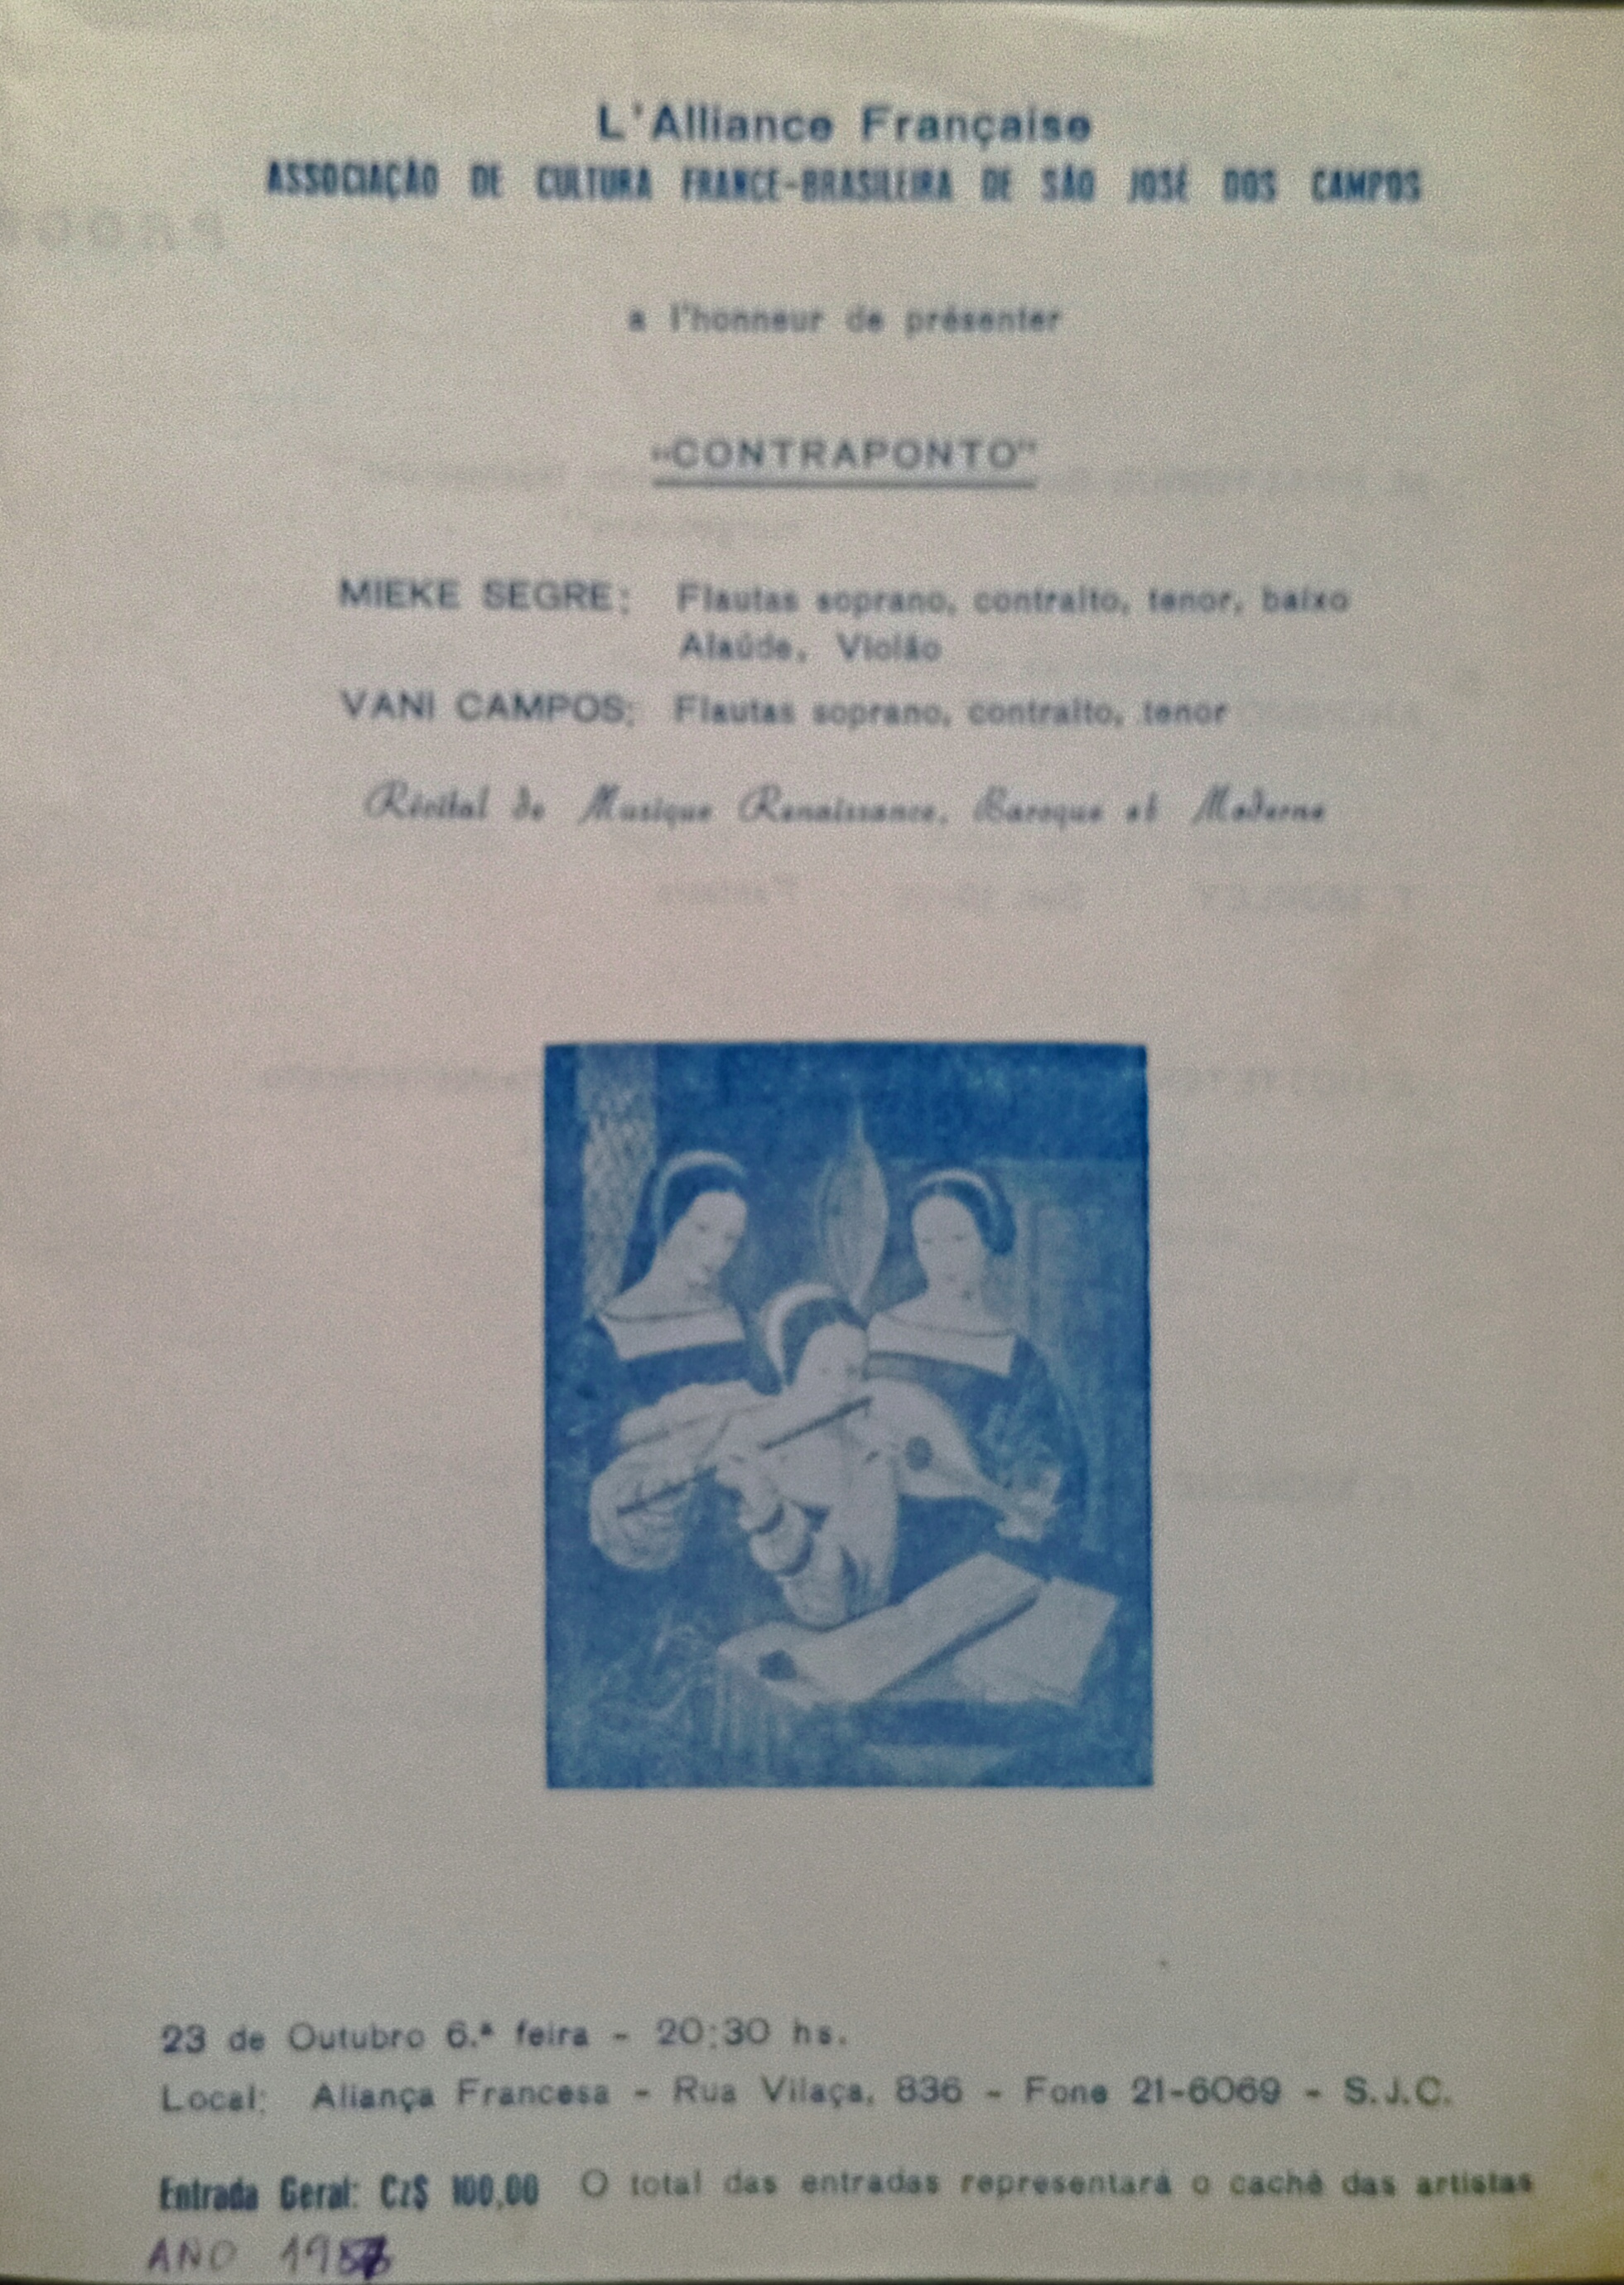 L'Alliance Française
ASSOCIAÇÃO DE CULTURA FRANCE-BRASILEIRA DE SÃO JOSÉ DOS CAMPOS
a l'honneur de présenter
"CONTRAPONTO"
MIEKE SEGRE: Flautas soprano, contralto, tenor, baixo
Alaúde, Violão
VANI CAMPOS: Flautas soprano, contralto, tenor
Récital de Musique Renaissance, Baroque et Moderne
23 de Outubro 6.ª feira - 20:30 hs.
Local: Aliança Francesa - Rua Vilaça, 836 - Fone 21-6069 - S.J.C.
Entrada Geral: Cz$ 100,00 O total das entradas representará o cachê das artistas
ANO 1987